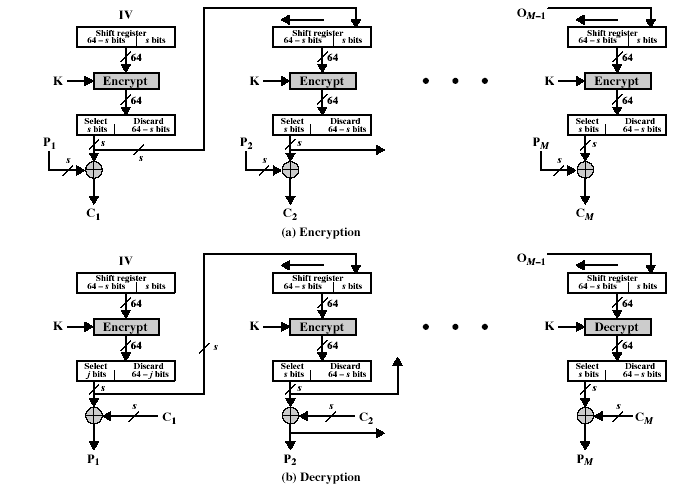 IV
O_M–1
Shift register
64 – s bits | s bits
Shift register
64 – s bits | s bits
Shift register
64 – s bits | s bits
64
64
64
K
Encrypt
K
Encrypt
K
Encrypt
64
64
64
Select
s bits
Discard
64 – s bits
Select
s bits
Discard
64 – s bits
Select
s bits
Discard
64 – s bits
P1
s
s
s
P2
s
s
PM
s
s
C1
C2
CM
(a) Encryption
IV
O_M–1
Shift register
64 – s bits | s bits
Shift register
64 – s bits | s bits
Shift register
64 – s bits | s bits
64
64
64
K
Encrypt
K
Encrypt
K
Decrypt
64
64
64
s
Select
j bits
Discard
64 – j bits
Select
s bits
Discard
64 – s bits
Select
s bits
Discard
64 – s bits
s
s
s
s
C1
s
C2
s
CM
P1
P2
PM
(b) Decryption